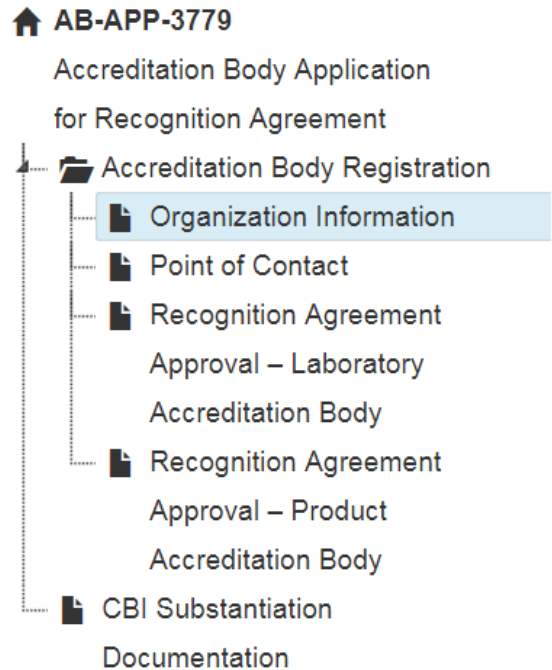 AB-APP-3779
Accreditation Body Application
for Recognition Agreement
Accreditation Body Registration
Organization Information
Point of Contact
Recognition Agreement
Approval – Laboratory
Accreditation Body
Recognition Agreement
Approval – Product
Accreditation Body
CBI Substantiation
Documentation